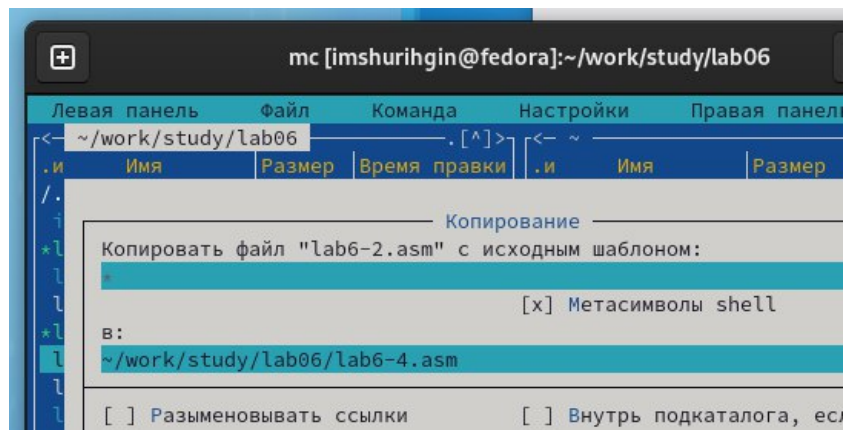 mc [imshurihgin@fedora]:~/work/study/lab06
Левая панель Файл Команда Настройки Правая
<— ~/work/study/lab06 .[^]> <— ~
.и Имя Размер Время правки .и Имя Размер
/.
i
*l
l
l
*l
l
l
l
Копирование
Копировать файл "lab6-2.asm" с исходным шаблоном:
*
[x] Метасимволы shell
в:
~/work/study/lab06/lab6-4.asm
[ ] Разыменовывать ссылки [ ] Внутрь подкаталога,